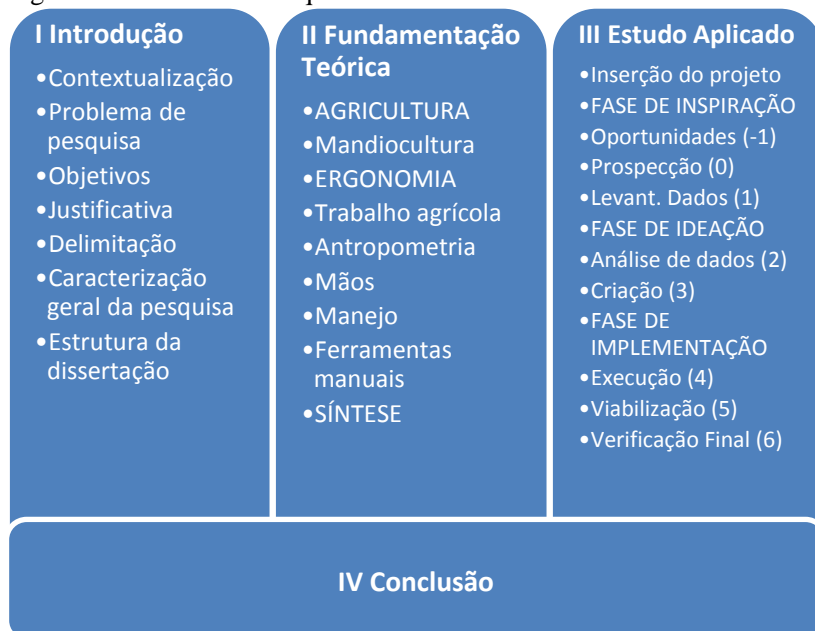 I Introdução
•Contextualização
•Problema de
pesquisa
•Objetivos
•Justificativa
•Delimitação
•Caracterização
geral da pesquisa
•Estrutura da
dissertação
II Fundamentação
Teórica
•AGRICULTURA
•Mandiocultura
•ERGONOMIA
•Trabalho agrícola
•Antropometria
•Mãos
•Manejo
•Ferramentas
manuais
•SÍNTESE
III Estudo Aplicado
•Inserção do projeto
•FASE DE INSPIRAÇÃO
•Oportunidades (-1)
•Prospecção (0)
•Levant. Dados (1)
•FASE DE IDEAÇÃO
•Análise de dados (2)
•Criação (3)
•FASE DE
IMPLEMENTAÇÃO
•Execução (4)
•Viabilização (5)
•Verificação Final (6)
IV Conclusão